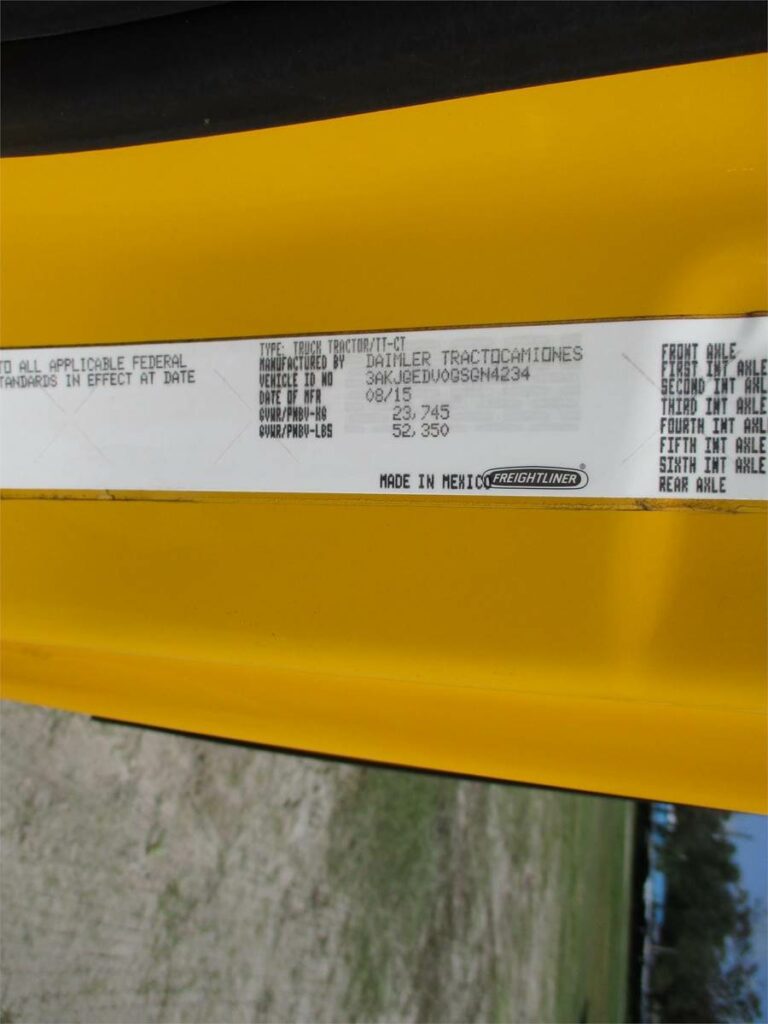 TO ALL APPLICABLE FEDERAL
TANDARDS IN EFFECT AT DATE
TYPE: TRUCK TRACTOR/TT-CT
MANUFACTURED BY DAIMLER TRACTOCAMIONES
VEHICLE ID NO 3AKJGEDV0GSGN4234
DATE OF MFR 08/15
GVWR/PNBV-KG 23,745
GVWR/PNBV-LBS 52,350
MADE IN MEXICO FREIGHTLINER®
FRONT AXLE
FIRST INT AXLE
SECOND INT AXL
THIRD INT AXLE
FOURTH INT AXL
FIFTH INT AXLE
SIXTH INT AXLE
REAR AXLE